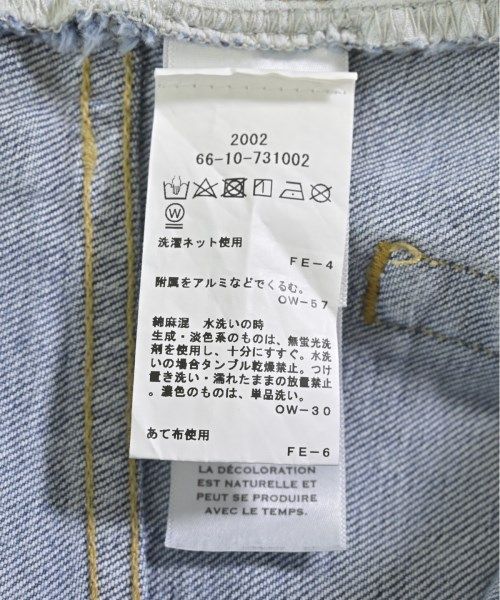 2002
66-10-731002
W
洗濯ネット使用
FE-4
附属をアルミなどでくるむ。
OW-57
綿麻混　水洗いの時
生成・淡色系のものは、無蛍光洗
剤を使用し、十分にすすぐ。水洗
いの場合タンブル乾燥禁止。つけ
置き洗い・濡れたままの放置禁止
。濃色のものは、単品洗い。
OW-30
あて布使用
FE-6
LA DÉCOLORATION
EST NATURELLE ET
PEUT SE PRODUIRE
AVEC LE TEMPS.